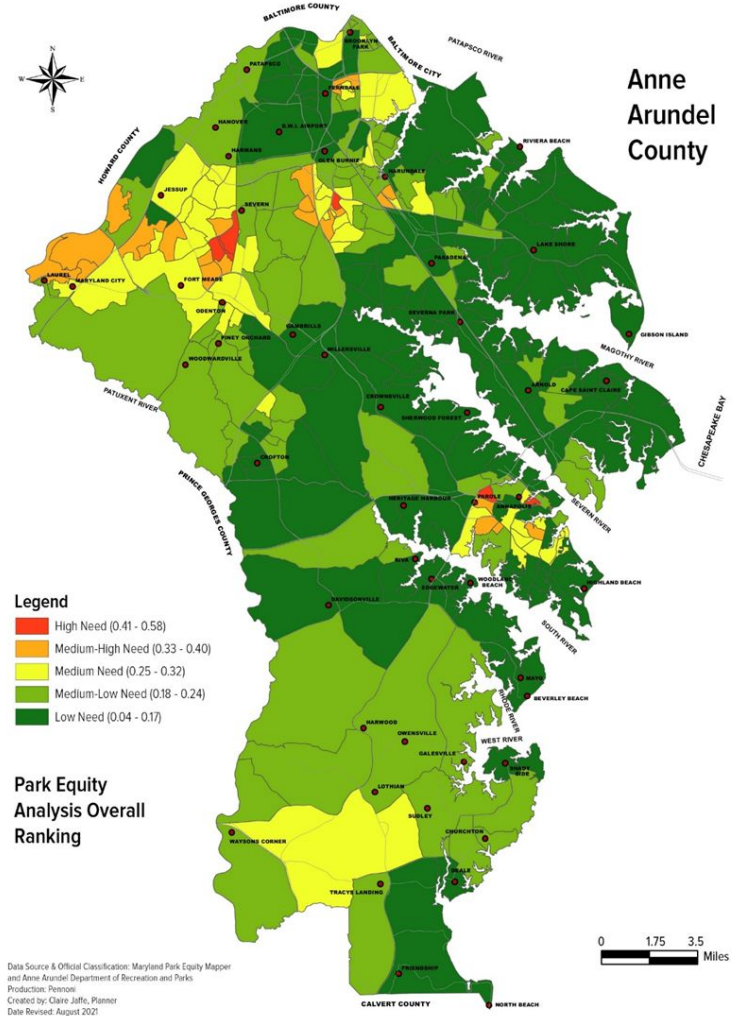 BALTIMORE COUNTY
BROOKLYN
PARK
BALTIMORE CITY
PATAPSCO RIVER
Anne
Arundel
County
N
W
E
S
PATAPSCO
FERNDALE
HANOVER
B.W.I. AIRPORT
HARMANS
GLEN BURNIE
RIVIERA BEACH
HOWARD COUNTY
HARUNDALE
JESSUP
SEVERN
LAKE SHORE
PASADENA
LAUREL
MARYLAND CITY
FORT MEADE
ODENTON
SEVERNA PARK
GIBSON ISLAND
GAMBRILLS
PINEY ORCHARD
MILLERSVILLE
WOODWARDVILLE
MAGOTHY RIVER
ARNOLD
CAPE SAINT CLAIRE
PATUXENT RIVER
CROWNSVILLE
SHERWOOD FOREST
CHESAPEAKE BAY
CROFTON
PRINCE GEORGES COUNTY
HERITAGE HARBOUR
PAROLE
ANNAPOLIS
SEVERN RIVER
RIVA
EDGEWATER
WOODLAND
BEACH
HIGHLAND BEACH
DAVIDSONVILLE
SOUTH RIVER
Legend
High Need (0.41 - 0.58)
Medium-High Need (0.33 - 0.40)
Medium Need (0.25 - 0.32)
Medium-Low Need (0.18 - 0.24)
Low Need (0.04 - 0.17)
MAYO
BEVERLEY BEACH
RHODE RIVER
HARWOOD
OWENSVILLE
WEST RIVER
GALESVILLE
SHADY
SIDE
Park Equity
Analysis Overall
Ranking
LOTHIAN
SUDLEY
WAYSONS CORNER
CHURCHTON
DEALE
TRACYS LANDING
FRIENDSHIP
NORTH BEACH
CALVERT COUNTY
0 1.75 3.5
Miles
Data Source & Official Classification: Maryland Park Equity Mapper
and Anne Arundel Department of Recreation and Parks
Production: Pennoni
Created by: Claire Jaffe, Planner
Date Revised: August 2021